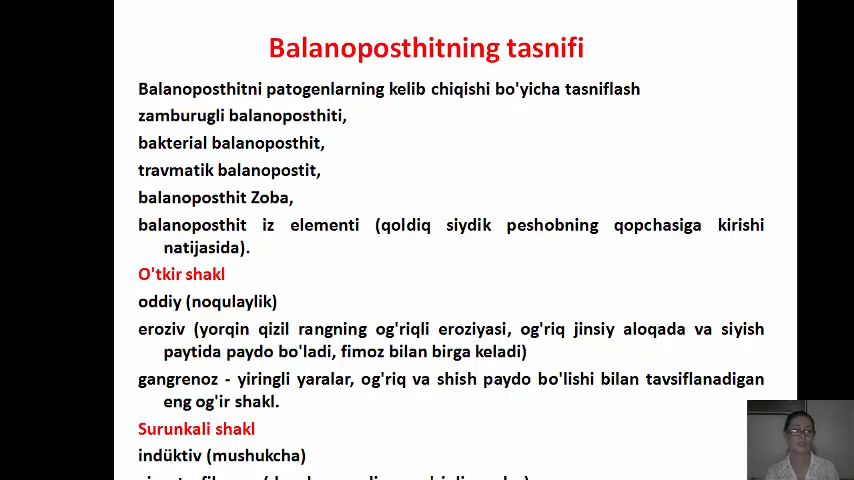 Balanoposthitning tasnifi
Balanoposthitni patogenlarning kelib chiqishi bo'yicha tasniflash
zamburugli balanoposthiti,
bakterial balanoposthit,
travmatik balanopostit,
balanoposthit Zoba,
balanoposthit iz elementi (qoldiq siydik peshobning qopchasiga kirishi
natijasida).
O'tkir shakl
oddiy (noqulaylik)
eroziv (yorqin qizil rangning og'riqli eroziyasi, og'riq jinsiy aloqada va siyish
paytida paydo bo'ladi, fimoz bilan birga keladi)
gangrenoz - yiringli yaralar, og'riq va shish paydo bo'lishi bilan tavsiflanadigan
eng og'ir shakl.
Surunkali shakl
indüktiv (mushukcha)